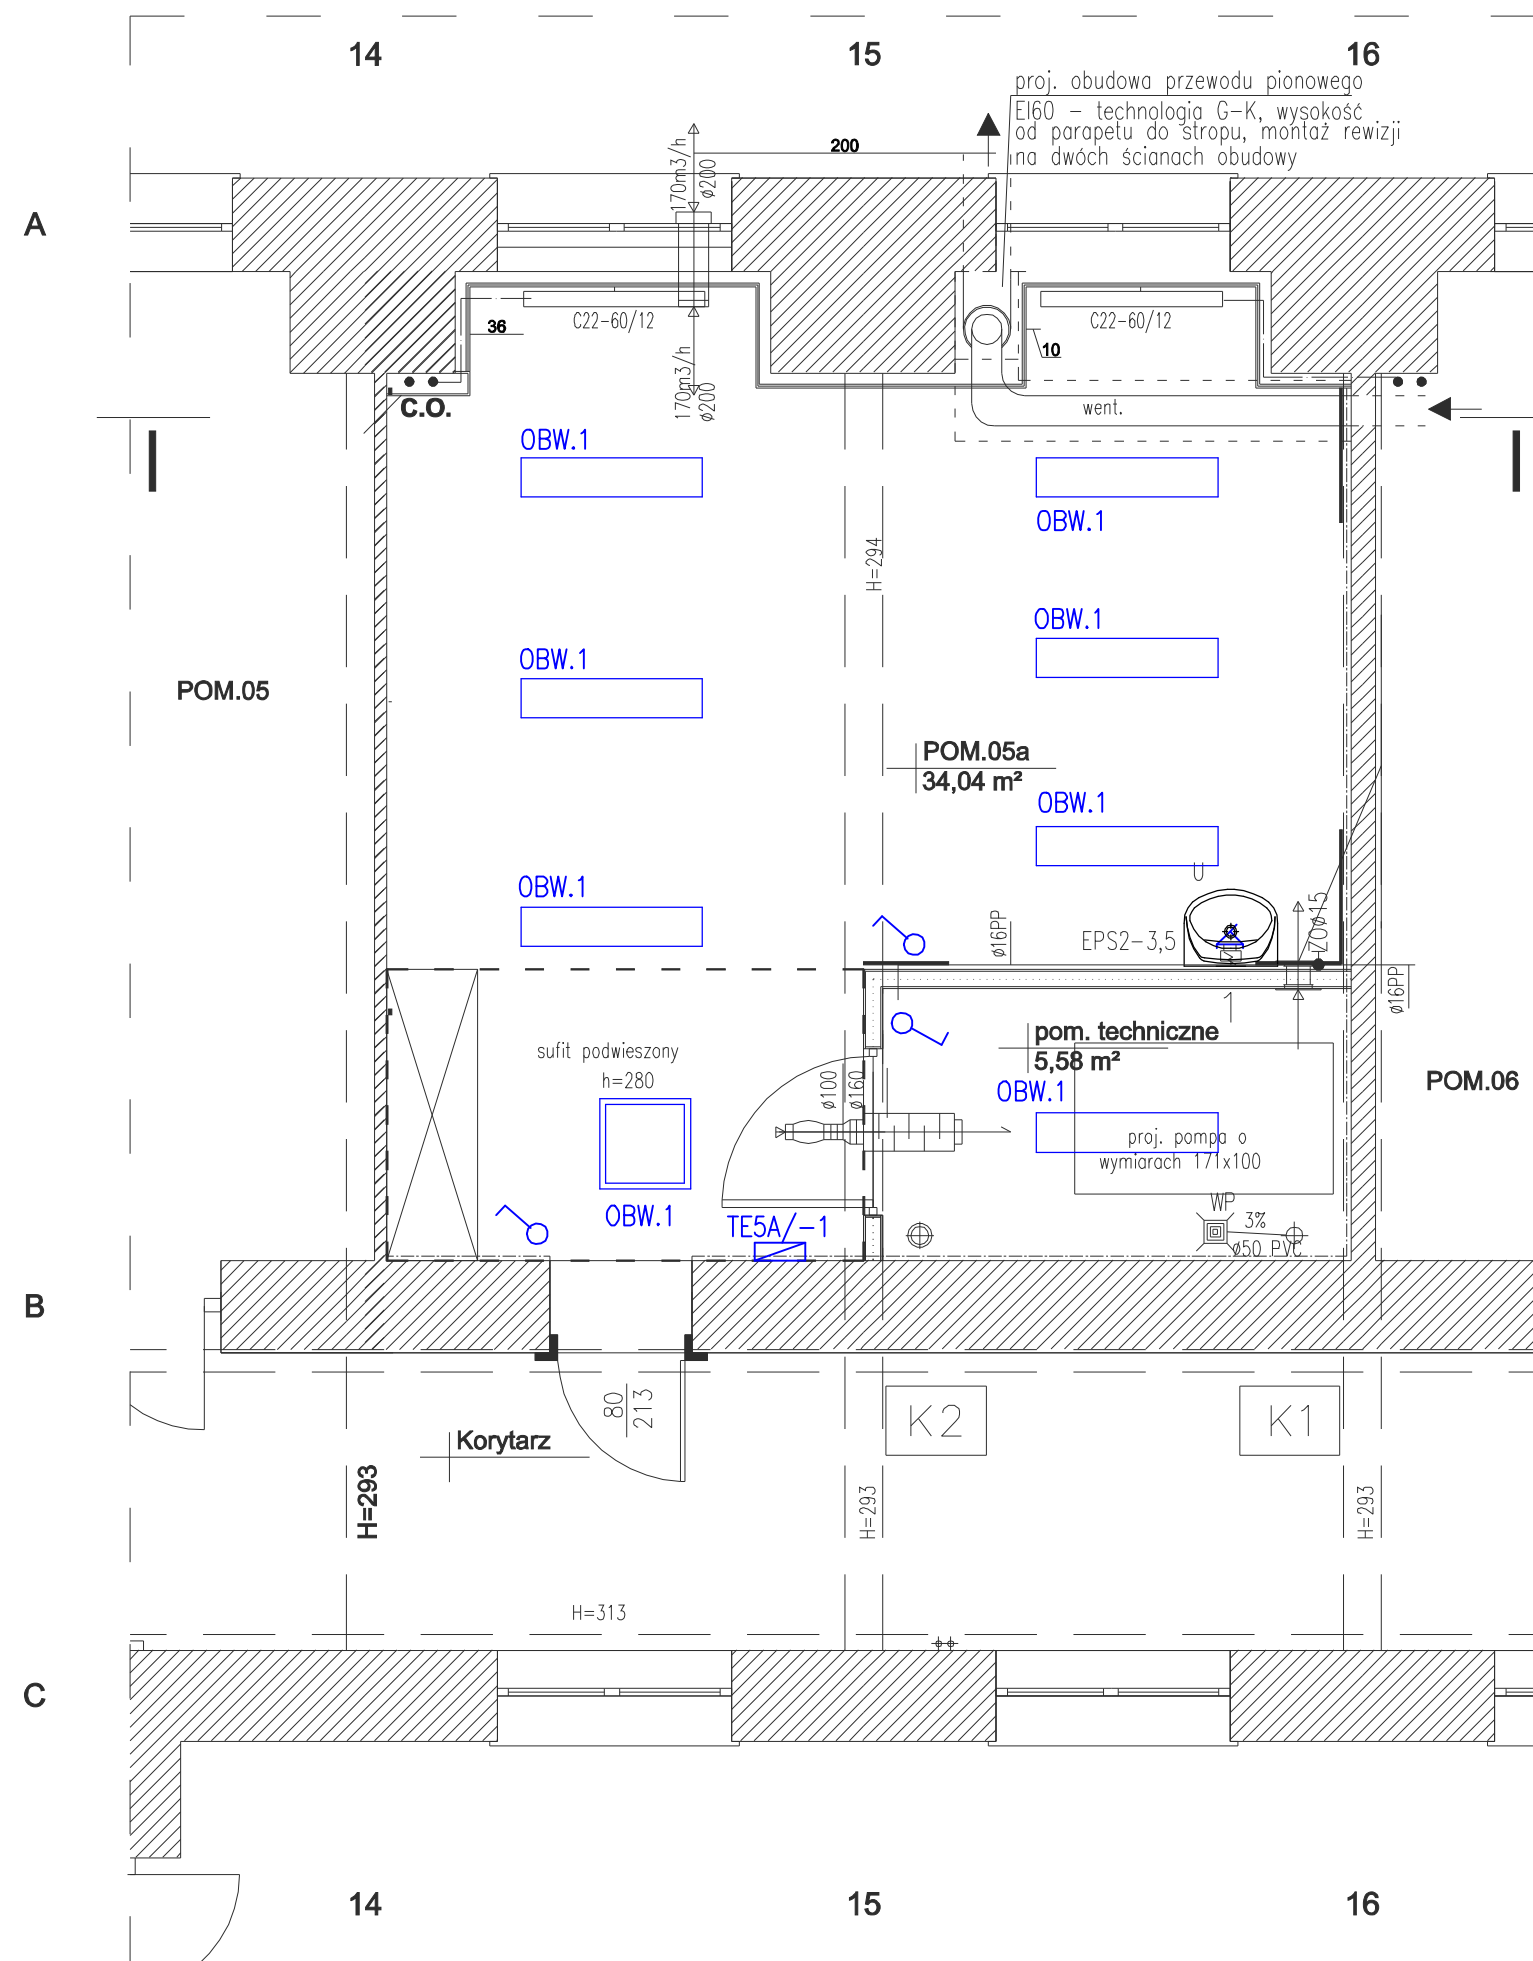 14
15
16
proj. obudowa przewodu pionowego
EI60 – technologia G–K, wysokość
od parapetu do stropu, montaż rewizji
na dwóch ścianach obudowy
200
170m3/h
ø200
A
C22-60/12
C22-60/12
36
10
170m3/h
ø200
C.O.
went.
OBW.1
OBW.1
H=294
OBW.1
OBW.1
POM.05
POM.05a
34,04 m²
OBW.1
OBW.1
U
EPS2-3,5
ø16PP
IZOø15
ø16PP
1
sufit podwieszony
h=280
pom. techniczne
5,58 m²
ø100
ø160
OBW.1
POM.06
proj. pompa o
wymiarach 171x100
OBW.1
TE5A/-1
WP
3%
ø50 PVC
B
80
213
K2
K1
Korytarz
H=293
H=293
H=293
H=313
C
14
15
16